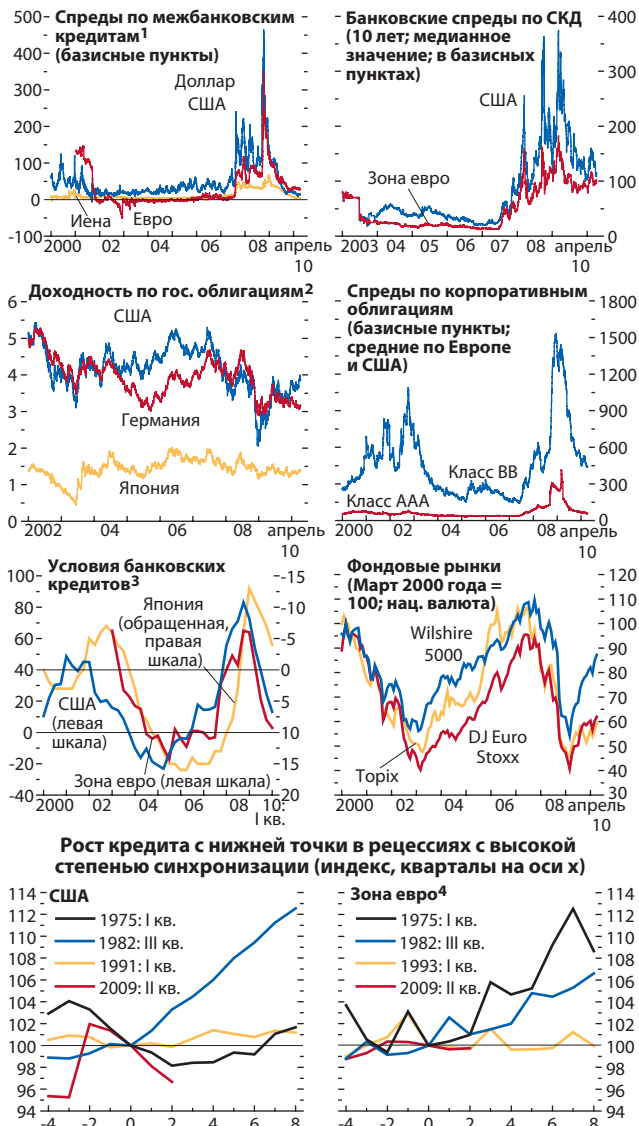 Спреды по межбанковским
кредитам1
(базисные пункты)
500
400
300
200
100
0
-100
Доллар
США
Иена
Евро
2000 02 04 06 08 апрель
10
Банковские спреды по СКД
(10 лет; медианное
значение; в базисных
пунктах)
400
300
200
100
0
США
Зона евро
2003 04 05 06 07 08 апрель
10
Доходность по гос. облигациям2
6
5
4
3
2
1
0
США
Германия
Япония
2002 04 06 08 апрель
10
Спреды по корпоративным
облигациям
(базисные пункты;
средние по Европе
и США)
1800
1500
1200
900
600
300
0
Класс BB
Класс AAA
2000 02 04 06 08 апрель
10
Условия банковских
кредитов3
100
80
60
40
20
0
-20
-40
-15
-10
-5
0
5
10
15
20
Япония
(обращенная,
правая
шкала)
США
(левая
шкала)
Зона евро (левая шкала)
2000 02 04 06 08 10:
I кв.
Фондовые рынки
(Март 2000 года =
100; нац. валюта)
120
110
100
90
80
70
60
50
40
30
Wilshire
5000
DJ Euro
Stoxx
Topix
2000 02 04 06 08 апрель
10
Рост кредита с нижней точки в рецессиях с высокой
степенью синхронизации (индекс, кварталы на оси x)
США
114
112
110
108
106
104
102
100
98
96
94
1975: I кв.
1982: III кв.
1991: I кв.
2009: II кв.
-4 -2 0 2 4 6 8
Зона евро4
114
112
110
108
106
104
102
100
98
96
94
1975: I кв.
1982: III кв.
1993: I кв.
2009: II кв.
-4 -2 0 2 4 6 8